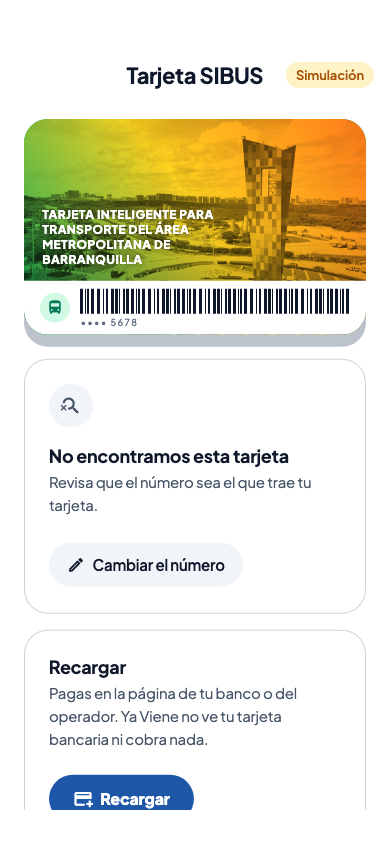 Tarjeta SIBUS
Simulación
TARJETA INTELIGENTE PARA
TRANSPORTE DEL ÁREA
METROPOLITANA DE
BARRANQUILLA
•••• 5678
No encontramos esta tarjeta
Revisa que el número sea el que trae tu
tarjeta.
Cambiar el número
Recargar
Pagas en la página de tu banco o del
operador. Ya Viene no ve tu tarjeta
bancaria ni cobra nada.
Recargar